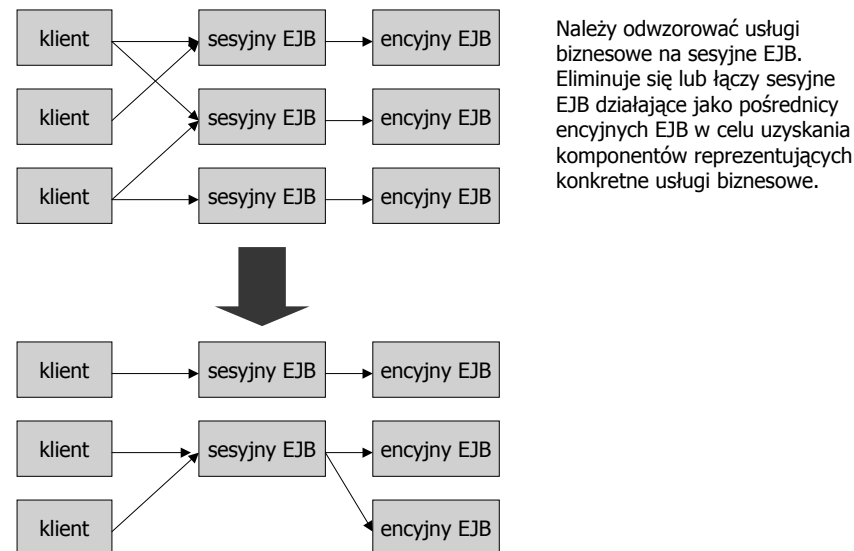 klient
sesyjny EJB
encyjny EJB
klient
sesyjny EJB
encyjny EJB
klient
sesyjny EJB
encyjny EJB
Należy odwzorować usługi
biznesowe na sesyjne EJB.
Eliminuje się lub łączy sesyjne
EJB działające jako pośrednicy
encyjnych EJB w celu uzyskania
komponentów reprezentujących
konkretne usługi biznesowe.
klient
sesyjny EJB
encyjny EJB
klient
sesyjny EJB
encyjny EJB
klient
encyjny EJB